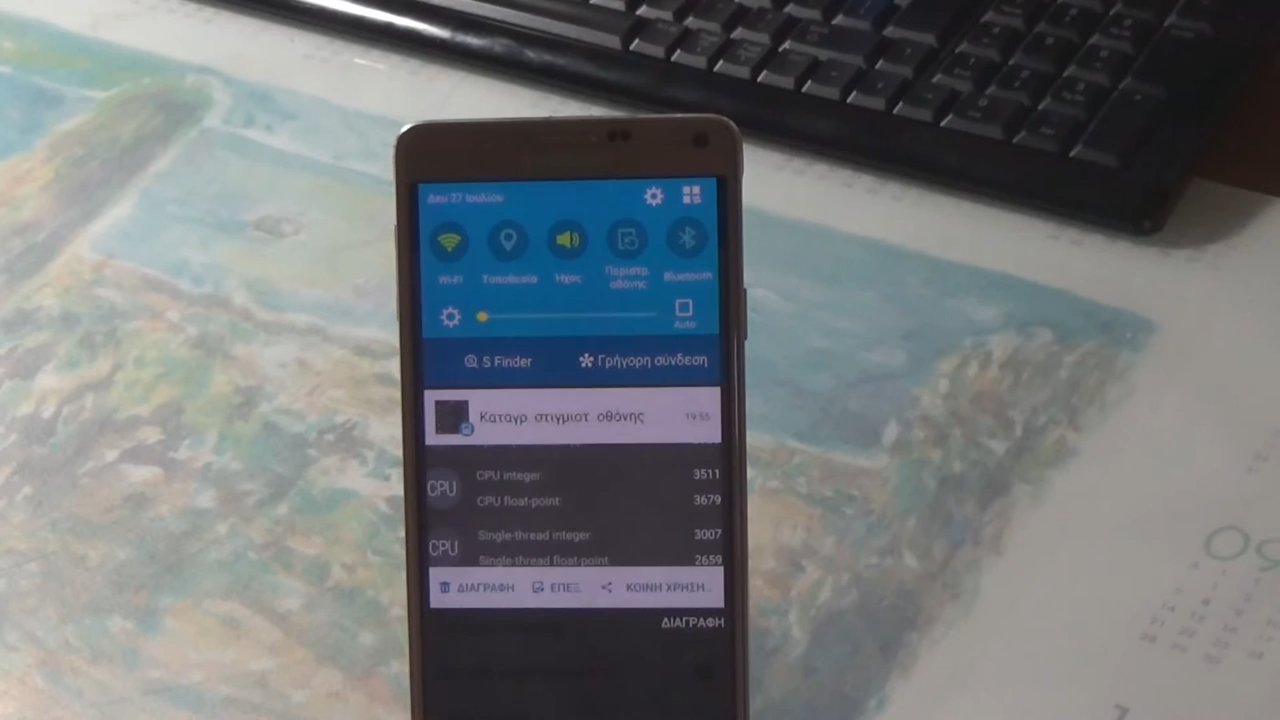 Δευ 27 Ιουλίου
Wi-Fi Τοποθεσία Ήχος Περιστρ. οθόνης Bluetooth
Auto
S Finder Γρήγορη σύνδεση
Καταγρ στιγμιοτ οθόνης 19:55
CPU
CPU integer: 3511
CPU float-point: 3679
CPU
Single-thread integer: 3007
Single-thread float-point: 2659
ΔΙΑΓΡΑΦΗ ΕΠΕΞ.. ΚΟΙΝΗ ΧΡΗΣΗ...
ΔΙΑΓΡΑΦΗ
09